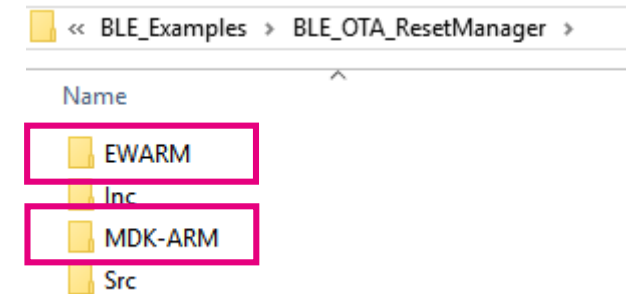 « BLE_Examples > BLE_OTA_ResetManager >
Name
EWARM
Inc
MDK-ARM
Src